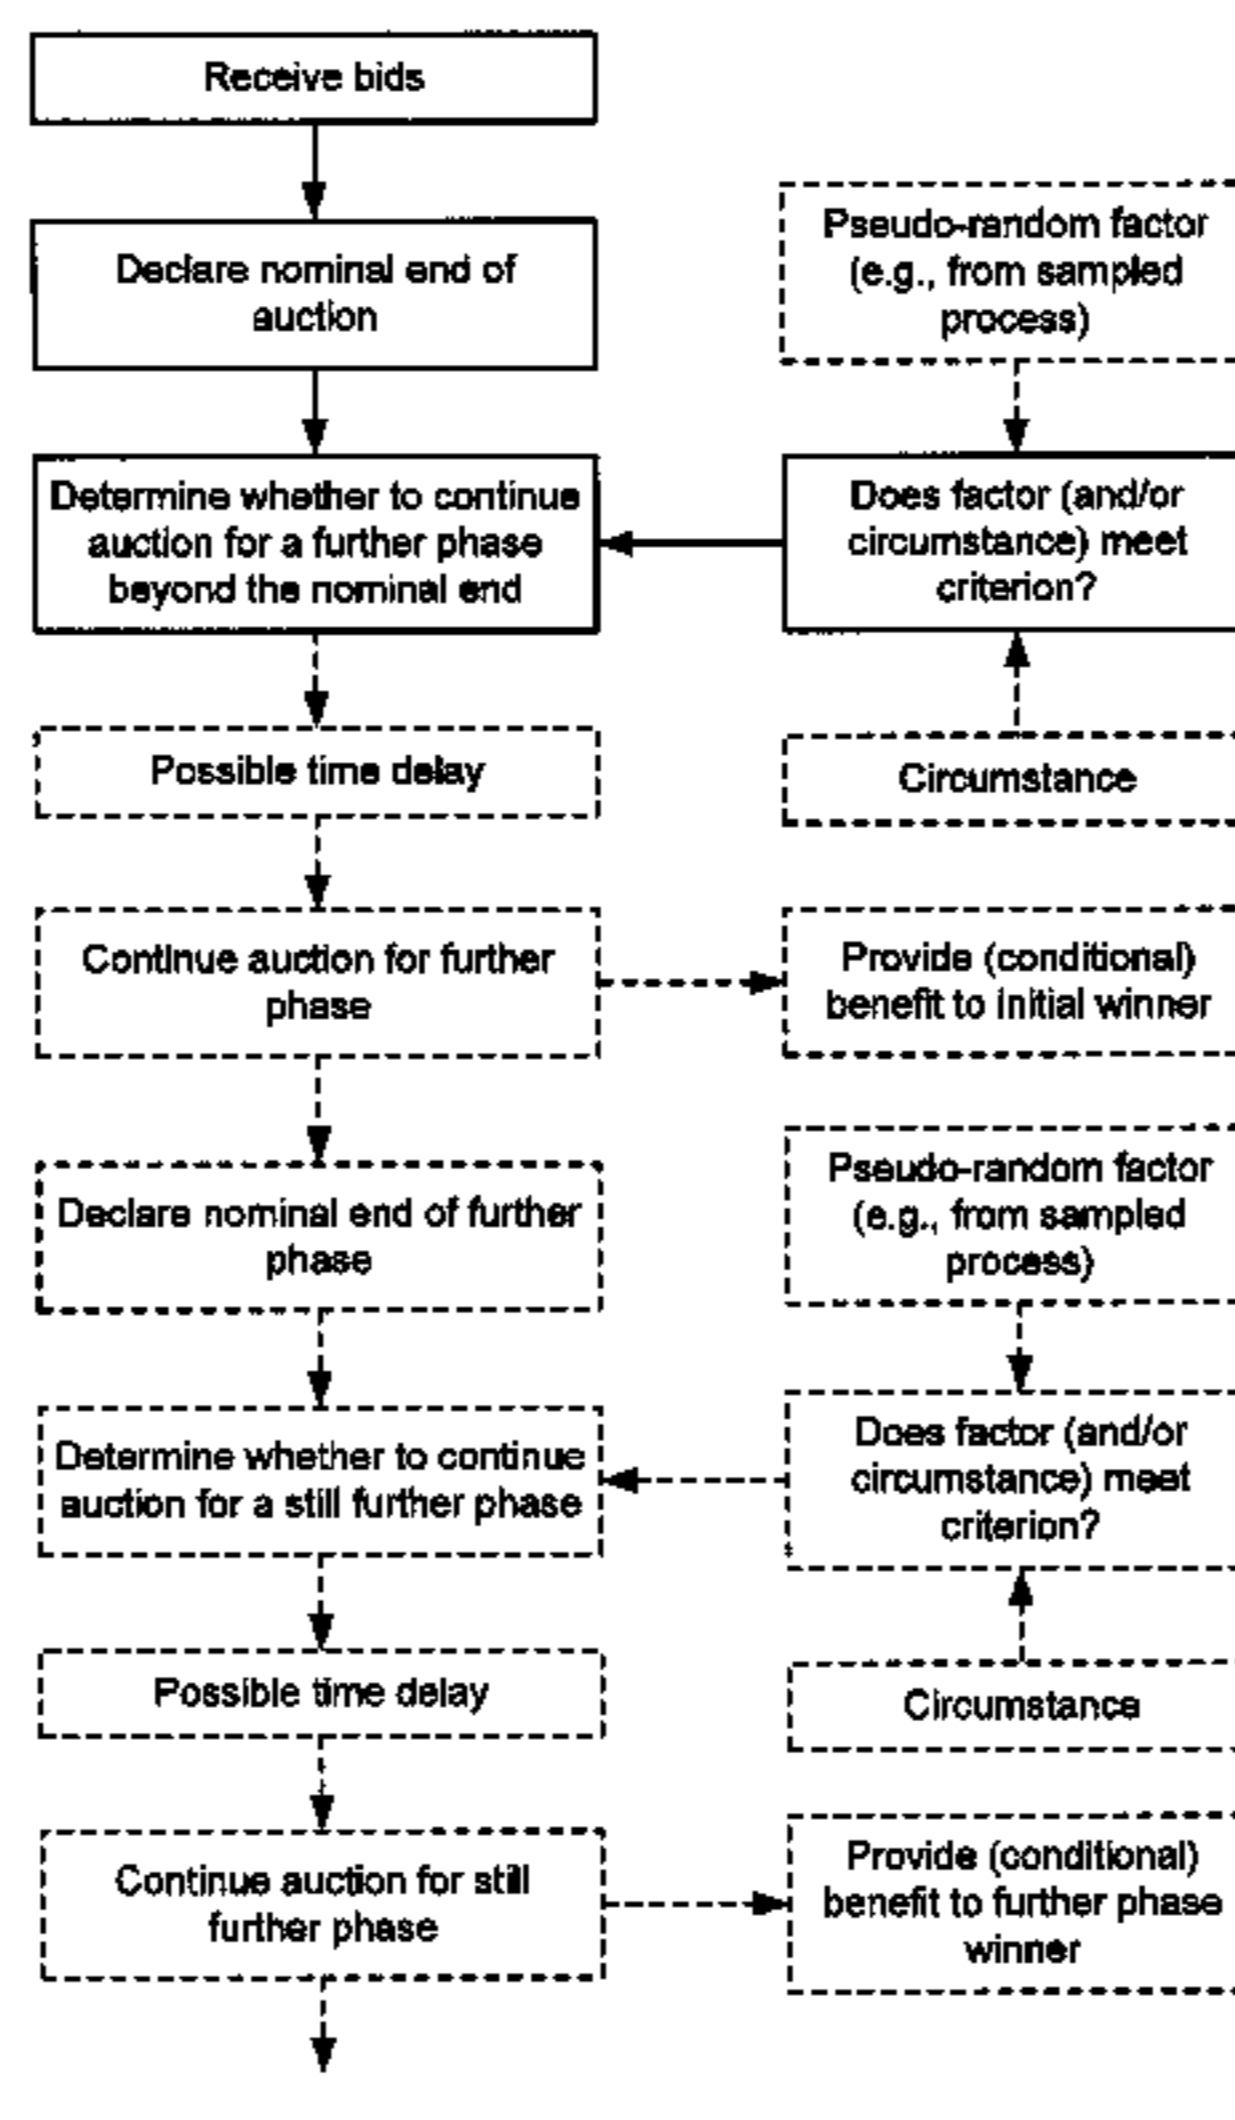 Receive bids
Declare nominal end of
auction
Pseudo-random factor
(e.g., from sampled
process)
Determine whether to continue
auction for a further phase
beyond the nominal end
Does factor (and/or
circumstance) meet
criterion?
Possible time delay
Circumstance
Continue auction for further
phase
Provide (conditional)
benefit to initial winner
Declare nominal end of further
phase
Pseudo-random factor
(e.g., from sampled
process)
Determine whether to continue
auction for a still further phase
Does factor (and/or
circumstance) meet
criterion?
Possible time delay
Circumstance
Continue auction for still
further phase
Provide (conditional)
benefit to further phase
winner